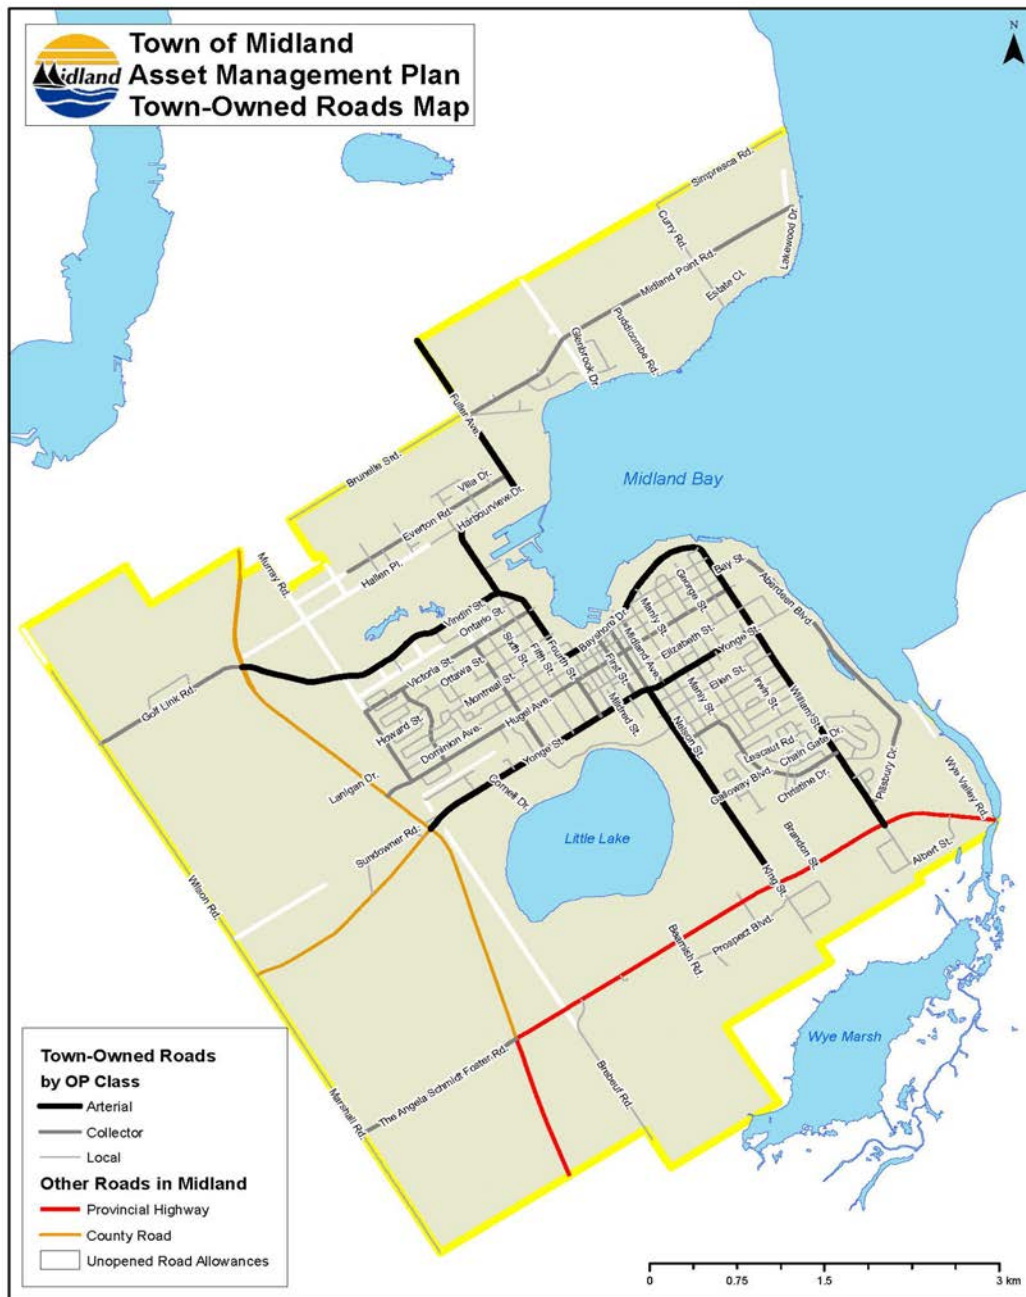 Town of Midland
Asset Management Plan
Town-Owned Roads Map
Midland
N
Simpresca Rd.
Curry Rd.
Lakewood Dr.
Midland Point Rd.
Estate Ct.
Puddicombe Rd.
Glenbrook Dr.
Fuller Ave.
Brunelle Srd.
Villa Dr.
Midland Bay
Everton Rd.
Harbourview Dr.
Murray Rd.
Hallen Pl.
Bay St.
Aberdeen Blvd.
George St.
Vindin St.
Ontario St.
Manly St.
Bayshore Dr.
Elizabeth St.
Yonge St.
Midland Ave.
Sixth St.
Fifth St.
Fourth St.
First St.
Victoria St.
Ottawa St.
Montreal St.
Ellen St.
Irwin St.
Manly St.
William St.
Golf Link Rd
Howard St.
Hugel Ave.
Mildred St.
Nelson St.
Dominion Ave.
Yonge St.
Lescaut Rd.
Chain Gate Dr.
Galloway Blvd.
Christine Dr.
Pillsbury Dr.
Wye Valley Rd.
Lanigan Dr.
Cornell Dr.
Sundowner Rd.
Little Lake
Brandon St.
Albert St.
King St.
Wilson Rd.
Beamish Rd.
Prospect Blvd.
Wye Marsh
The Angela Schmidt Foster Rd.
Brebeuf Rd.
Marshall Rd.
Town-Owned Roads
by OP Class
Arterial
Collector
Local
Other Roads in Midland
Provincial Highway
County Road
Unopened Road Allowances
0 0.75 1.5 3 km